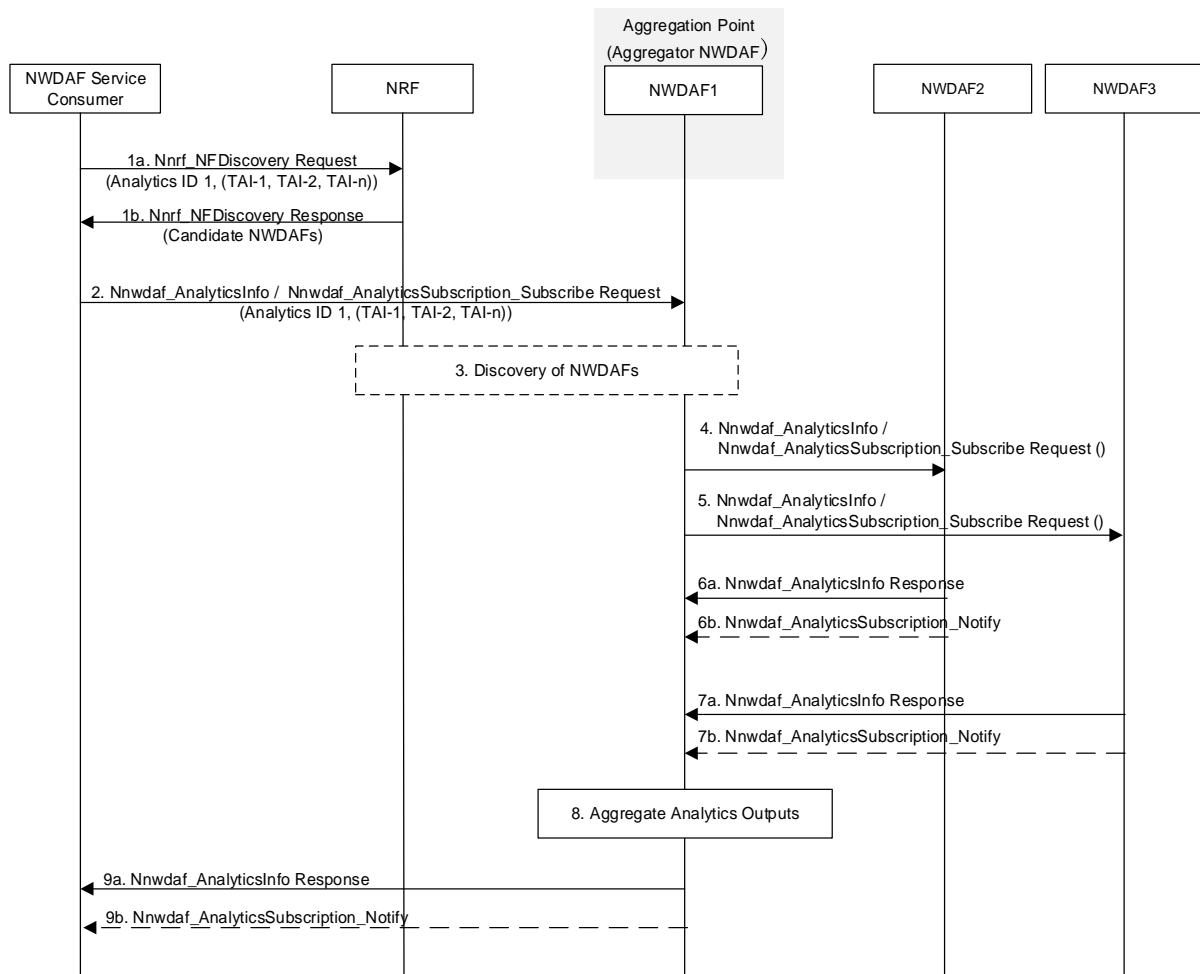 Aggregation Point
(Aggregator NWDAF)
NWDAF Service
Consumer
NRF
NWDAF1
NWDAF2
NWDAF3
1a. Nnrf_NFDiscovery Request
(Analytics ID 1, (TAI-1, TAI-2, TAI-n))
1b. Nnrf_NFDiscovery Response
(Candidate NWDAFs)
2. Nnwdaf_AnalyticsInfo / Nnwdaf_AnalyticsSubscription_Subscribe Request
(Analytics ID 1, (TAI-1, TAI-2, TAI-n))
3. Discovery of NWDAFs
4. Nnwdaf_AnalyticsInfo /
Nnwdaf_AnalyticsSubscription_Subscribe Request ()
5. Nnwdaf_AnalyticsInfo /
Nnwdaf_AnalyticsSubscription_Subscribe Request ()
6a. Nnwdaf_AnalyticsInfo Response
6b. Nnwdaf_AnalyticsSubscription_Notify
7a. Nnwdaf_AnalyticsInfo Response
7b. Nnwdaf_AnalyticsSubscription_Notify
8. Aggregate Analytics Outputs
9a. Nnwdaf_AnalyticsInfo Response
9b. Nnwdaf_AnalyticsSubscription_Notify